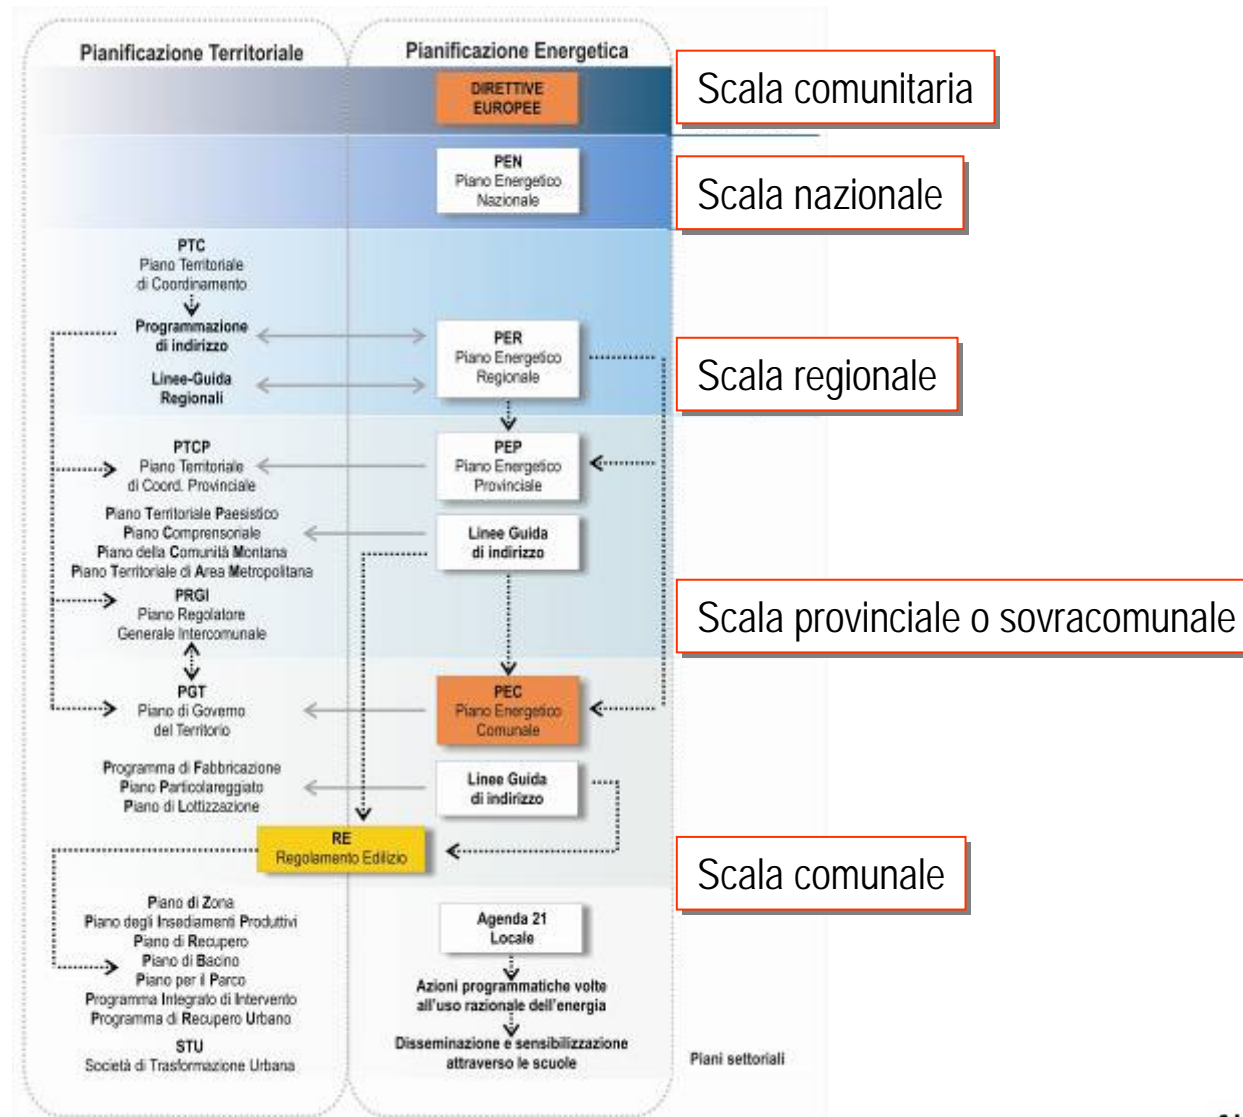 Pianificazione Territoriale
Pianificazione Energetica
DIRETTIVE
EUROPEE
Scala comunitaria
PEN
Piano Energetico
Nazionale
Scala nazionale
PTC
Piano Territoriale
di Coordinamento
Programmazione
di indirizzo
Linee-Guida
Regionali
PER
Piano Energetico
Regionale
Scala regionale
PTCP
Piano Territoriale
di Coord. Provinciale
Piano Territoriale Paesistico
Piano Comprensoriale
Piano della Comunità Montana
Piano Territoriale di Area Metropolitana
PRGI
Piano Regolatore
Generale Intercomunale
PEP
Piano Energetico
Provinciale
Linee Guida
di indirizzo
Scala provinciale o sovracomunale
PGT
Piano di Governo
del Territorio
Programma di Fabbricazione
Piano Particolareggiato
Piano di Lottizzazione
PEC
Piano Energetico
Comunale
Linee Guida
di indirizzo
RE
Regolamento Edilizio
Scala comunale
Piano di Zona
Piano degli Insediamenti Produttivi
Piano di Recupero
Piano di Bacino
Piano per il Parco
Programma Integrato di Intervento
Programma di Recupero Urbano
STU
Società di Trasformazione Urbana
Agenda 21
Locale
Azioni programmatiche volte
all'uso razionale dell'energia
Disseminazione e sensibilizzazione
attraverso le scuole
Piani settoriali